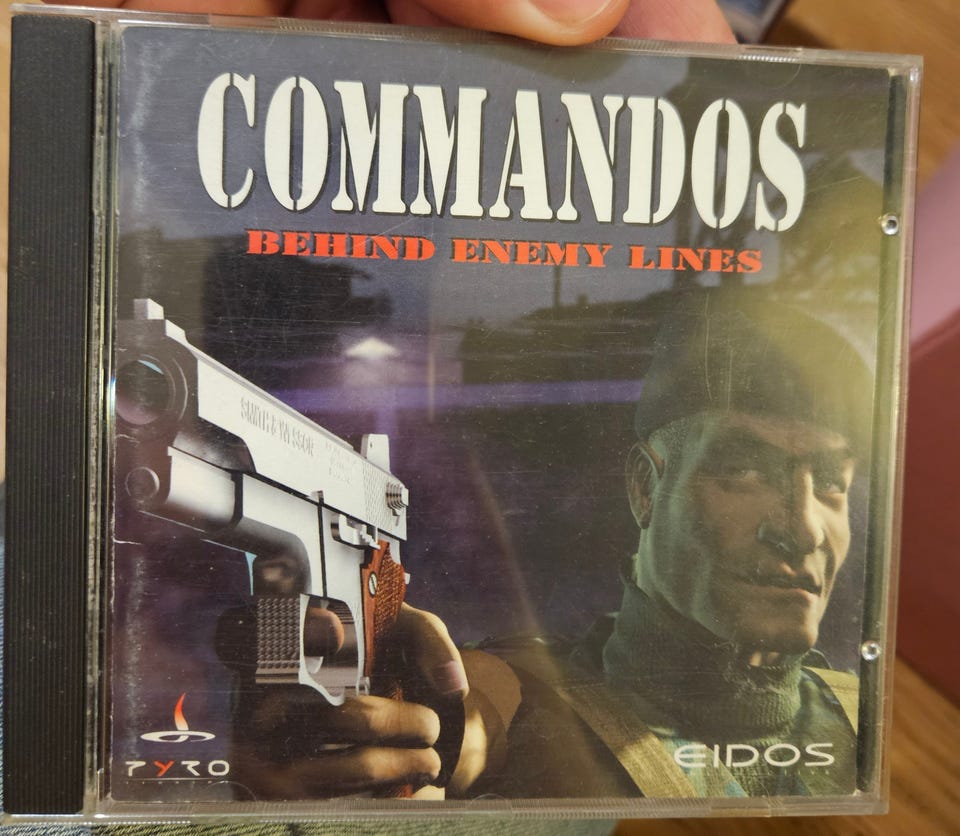 COMMANDOS
BEHIND ENEMY LINES
SMITH & WESSON
PYRO
EIDOS